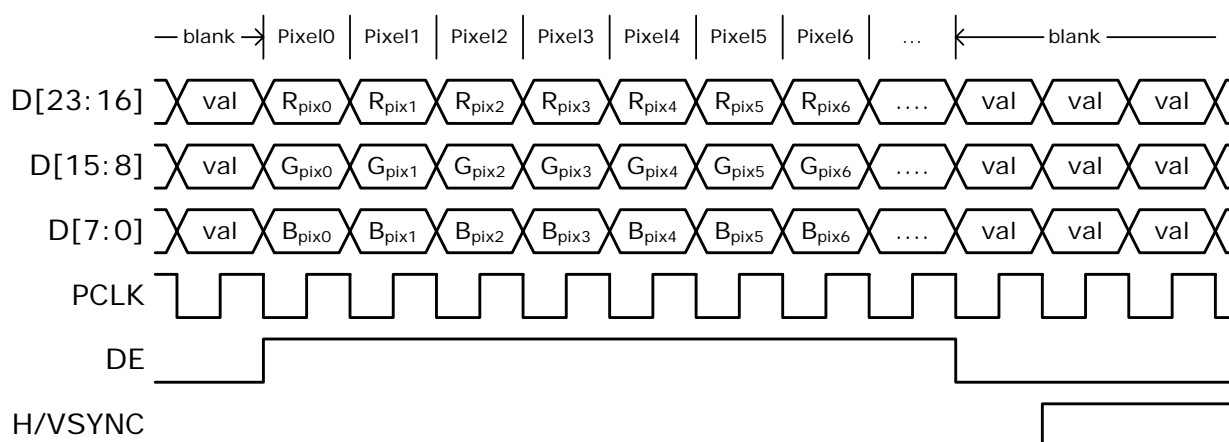 blank Pixel0 Pixel1 Pixel2 Pixel3 Pixel4 Pixel5 Pixel6 ... blank
D[23:16] val Rpix0 Rpix1 Rpix2 Rpix3 Rpix4 Rpix5 Rpix6 .... val val val
D[15:8] val Gpix0 Gpix1 Gpix2 Gpix3 Gpix4 Gpix5 Gpix6 .... val val val
D[7:0] val Bpix0 Bpix1 Bpix2 Bpix3 Bpix4 Bpix5 Bpix6 .... val val val
PCLK
DE
H/VSYNC